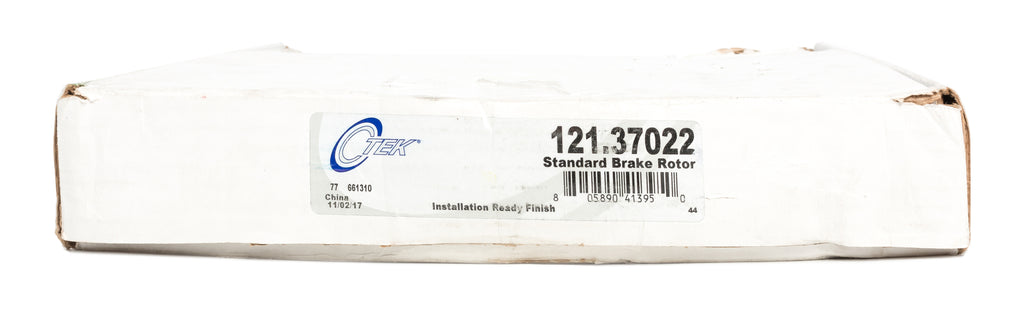 CTEK®
121.37022
Standard Brake Rotor
77 661310
China
11/02/17
Installation Ready Finish
8 05890 41395 0
44